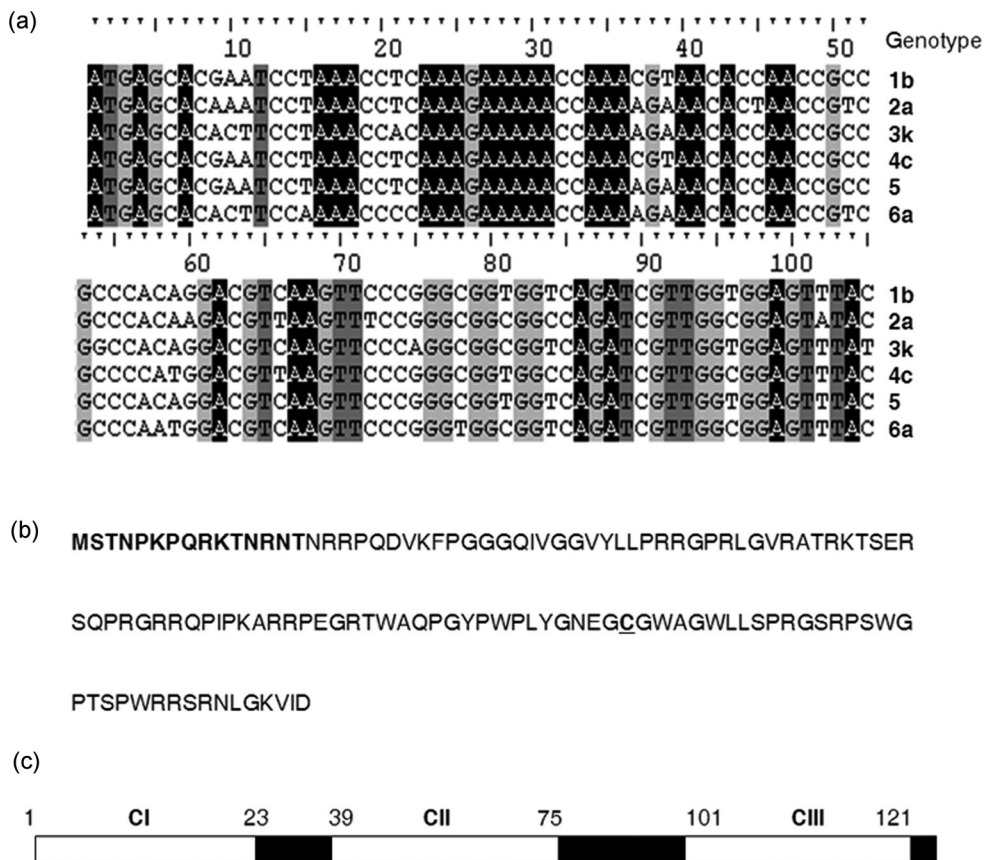 (a)
10 20 30 40 50 Genotype
ATGAGCACGAATCCTAAACCTCAAAGAAAAACCAAACGTAACACCAACCGCC 1b
ATGAGCACAAATCCTAAACCTCAAAGAAAAACCAAAAGAAACACTAACCGTC 2a
ATGAGCACACTTCCTAAACCACAAAGAAAAACCAAAAGAAACACCAACCGCC 3k
ATGAGCACGAATCCTAAACCTCAAAGAAAAACCAAACGTAACACCAACCGCC 4c
ATGAGCACGAATCCTAAACCTCAAAGAAAAACCAAAAGAAACACCAACCGCC 5
ATGAGCACACTTCCAAAACCCCAAAGAAAAACCAAAAGAAACACCAACCGTC 6a
60 70 80 90 100
GCCCACAGGACGTCAAGTTCCCGGGCGGTGGTCAGATCGTTGGTGGAGTTTAC 1b
GCCCACAAGACGTTAAGTTTCCGGGCGGCGGCCAGATCGTTGGCGGAGTATAC 2a
GGCCACAGGACGTCAAGTTCCCAGGCGGCGGTCAGATCGTTGGTGGAGTTTAT 3k
GCCCCATGGACGTTAAGTTCCCGGGCGGTGGTCAGATCGTTGGCGGAGTTTAC 4c
GCCCACAGGACGTCAAGTTCCCGGGCGGTGGTCAGATCGTTGGTGGAGTTTAC 5
GCCCAATGGACGTCAAGTTCCCGGGTGGCGGTCAGATCGTTGGCGGAGTTTAC 6a
(b)
MSTNPKPQRKTNRNTNRRPQDVKFPGGGQIVGGVYLLPRRGPRLGVRATRKTSER
SQPRGRRQPIPKARRPEGRTWAQPGYPWPLYGNEGCGWAGWLLSPRGSRPSWG
PTSPWRRSRNLGKVID
(c)
1 CI 23 39 CII 75 101 CIII 121